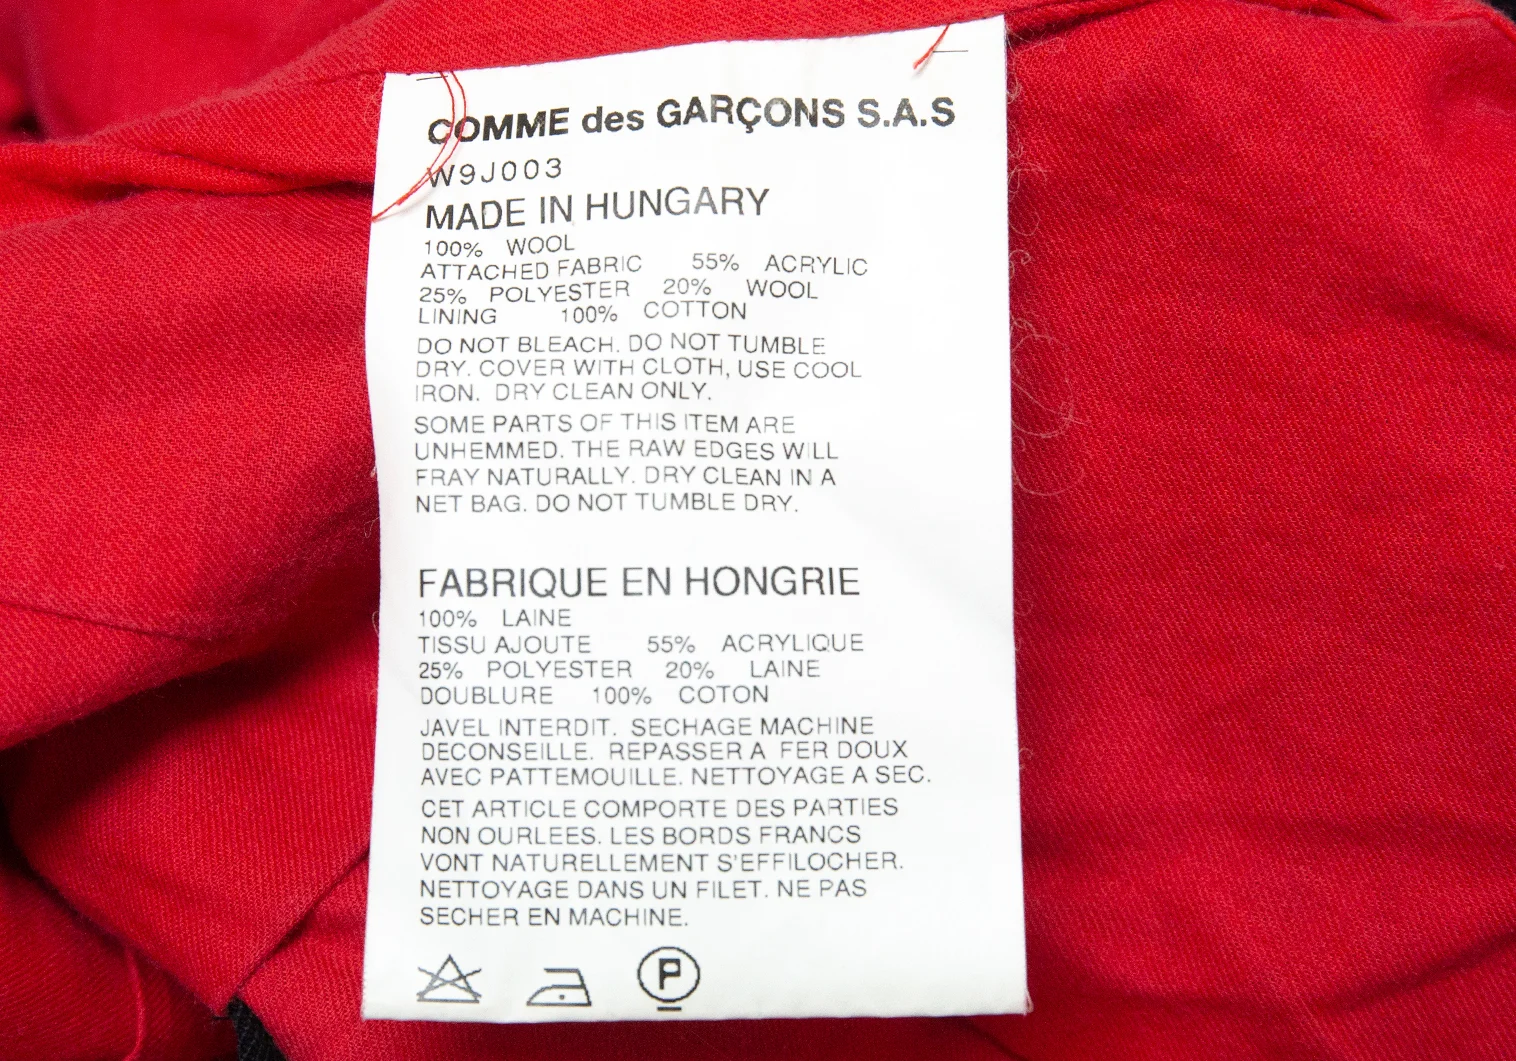 COMME des GARÇONS S.A.S
W9J003
MADE IN HUNGARY
100% WOOL
ATTACHED FABRIC 55% ACRYLIC
25% POLYESTER 20% WOOL
LINING 100% COTTON
DO NOT BLEACH. DO NOT TUMBLE
DRY. COVER WITH CLOTH, USE COOL
IRON. DRY CLEAN ONLY.
SOME PARTS OF THIS ITEM ARE
UNHEMMED. THE RAW EDGES WILL
FRAY NATURALLY. DRY CLEAN IN A
NET BAG. DO NOT TUMBLE DRY.
FABRIQUE EN HONGRIE
100% LAINE
TISSU AJOUTE 55% ACRYLIQUE
25% POLYESTER 20% LAINE
DOUBLURE 100% COTON
JAVEL INTERDIT. SECHAGE MACHINE
DECONSEILLE. REPASSER A FER DOUX
AVEC PATTEMOUILLE. NETTOYAGE A SEC.
CET ARTICLE COMPORTE DES PARTIES
NON OURLEES. LES BORDS FRANCS
VONT NATURELLEMENT S'EFFILOCHER.
NETTOYAGE DANS UN FILET. NE PAS
SECHER EN MACHINE.
P